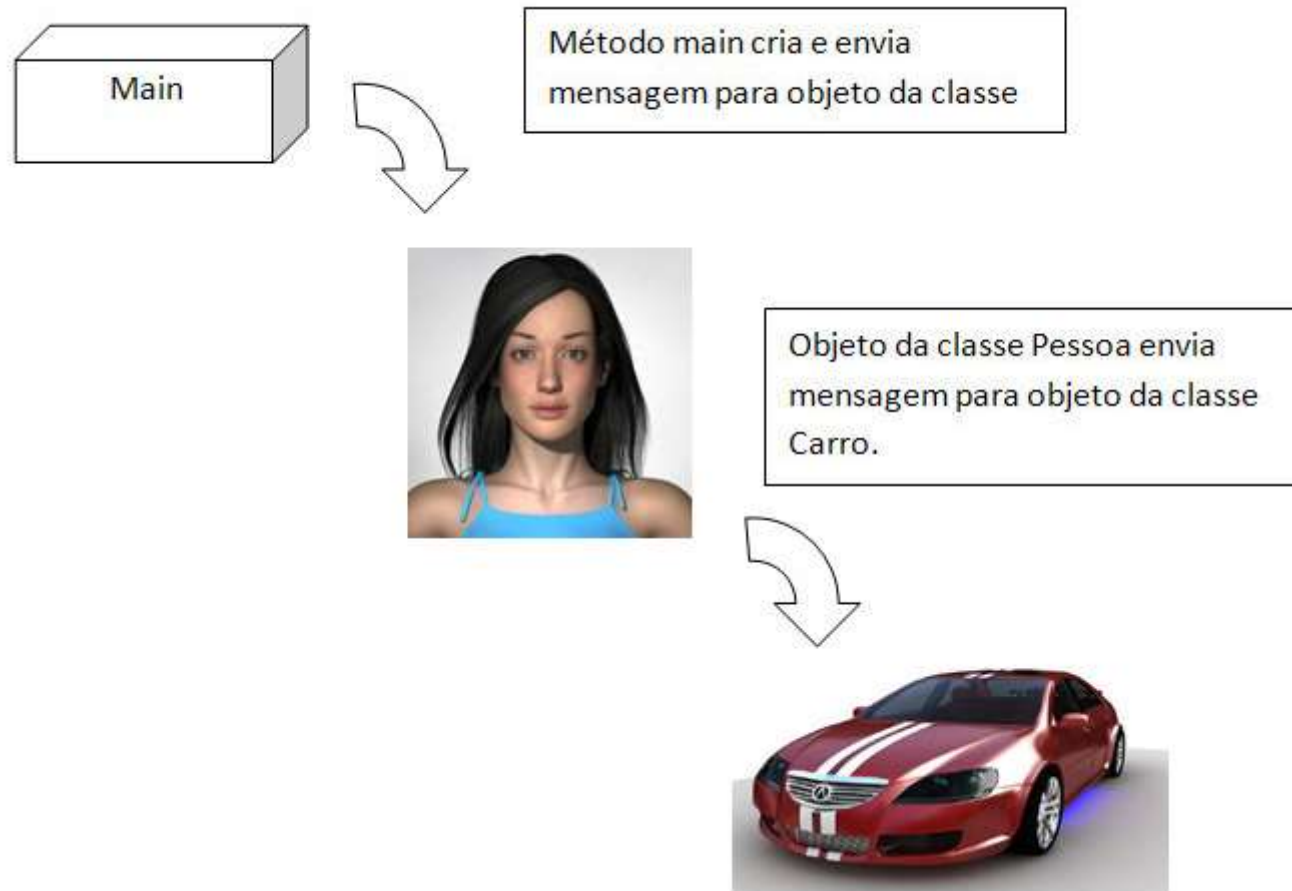 Main
Método main cria e envia
mensagem para objeto da classe
Objeto da classe Pessoa envia
mensagem para objeto da classe
Carro.